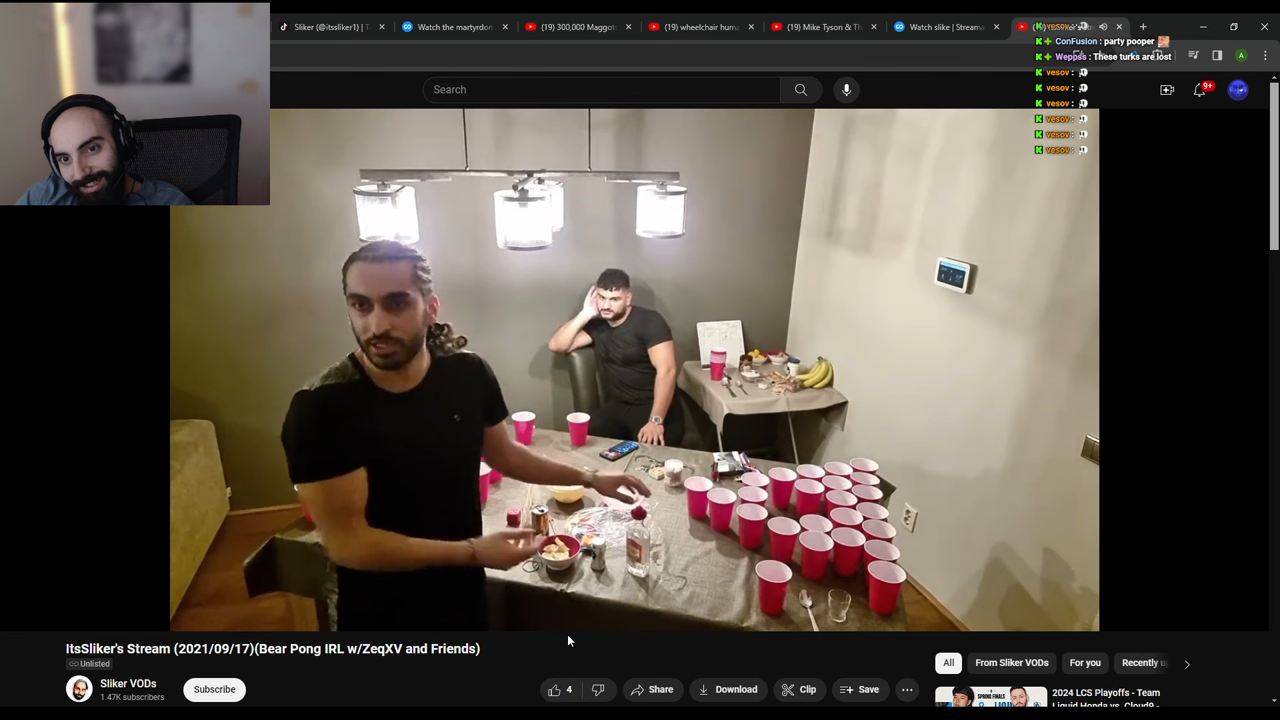 Sliker (@itssliker1) | T
Watch the martyrdon
(19) 300,000 Maggot
(19) wheelchair huma
(19) Mike Tyson & Th
Watch slike | Streama
ConFusion : party pooper
Weppss : These turks are lost
vesov :
vesov :
vesov :
vesov :
vesov :
vesov :
Search
9+
A
ItsSliker's Stream (2021/09/17)(Bear Pong IRL w/ZeqXV and Friends)
Unlisted
Sliker VODs
1.47K subscribers
Subscribe
4
Share
Download
Clip
Save
All
From Sliker VODs
For you
Recently u
2024 LCS Playoffs - Team
Liquid Honda vs. Cloud9 -